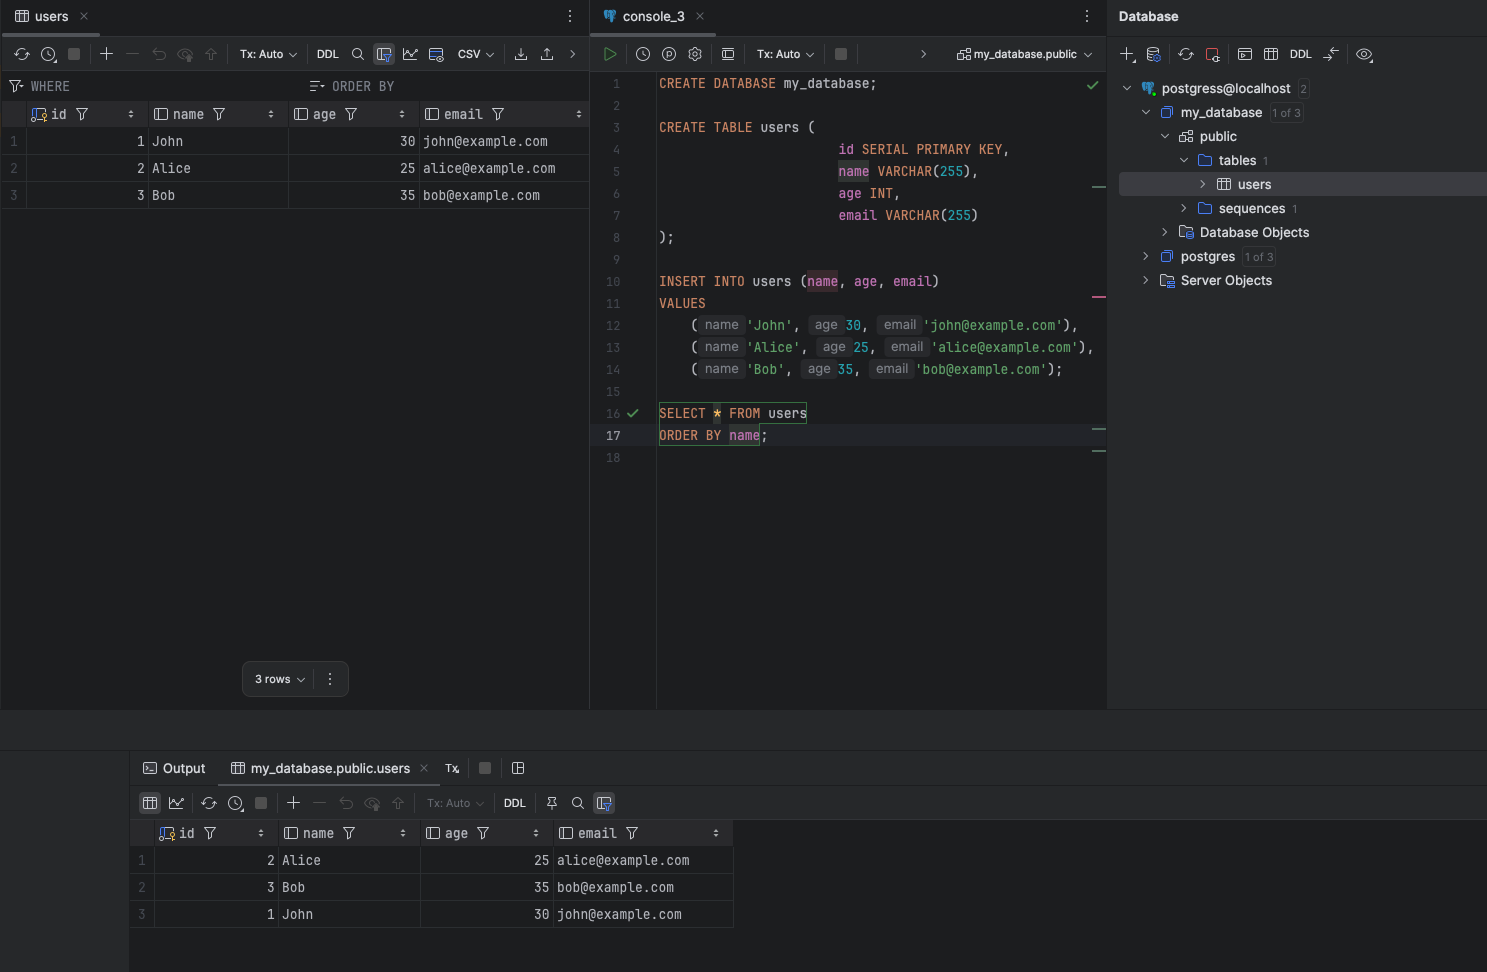 users
Tx: Auto
DDL
CSV
WHERE
ORDER BY
id name age email
1 1 John 30 john@example.com
2 2 Alice 25 alice@example.com
3 3 Bob 35 bob@example.com
3 rows
console_3
Tx: Auto
my_database.public
1 CREATE DATABASE my_database;
2
3 CREATE TABLE users (
4 id SERIAL PRIMARY KEY,
5 name VARCHAR(255),
6 age INT,
7 email VARCHAR(255)
8 );
9
10 INSERT INTO users (name, age, email)
11 VALUES
12 ( name 'John', age 30, email 'john@example.com'),
13 ( name 'Alice', age 25, email 'alice@example.com'),
14 ( name 'Bob', age 35, email 'bob@example.com');
15
16 SELECT * FROM users
17 ORDER BY name;
18
Database
DDL
postgress@localhost 2
my_database 1 of 3
public
tables 1
users
sequences 1
Database Objects
postgres 1 of 3
Server Objects
Output
my_database.public.users
Tx
Tx: Auto
DDL
id name age email
1 2 Alice 25 alice@example.com
2 3 Bob 35 bob@example.com
3 1 John 30 john@example.com